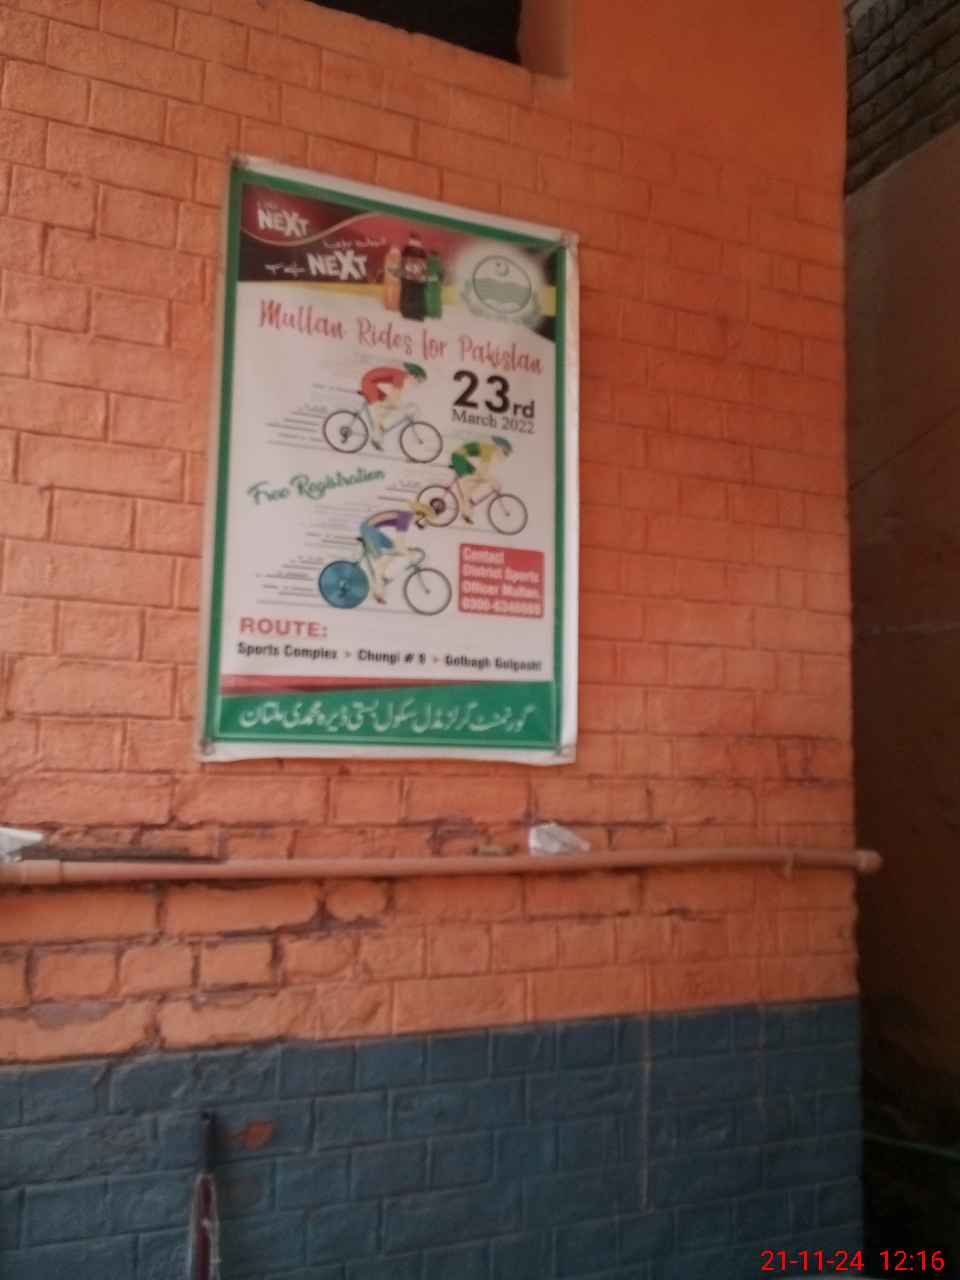 NEXT
NEXT
Multan Rides for Pakistan
23rd
March 2022
Free Registration
Contact
District Sports
Officer Multan,
ROUTE:
Sports Complex > Chungi # 9 > Golbagh Gulgasht
گورنمنٹ گرلز مڈل سکول بستی ڈیرہ محمدی ملتان
21-11-24 12:16